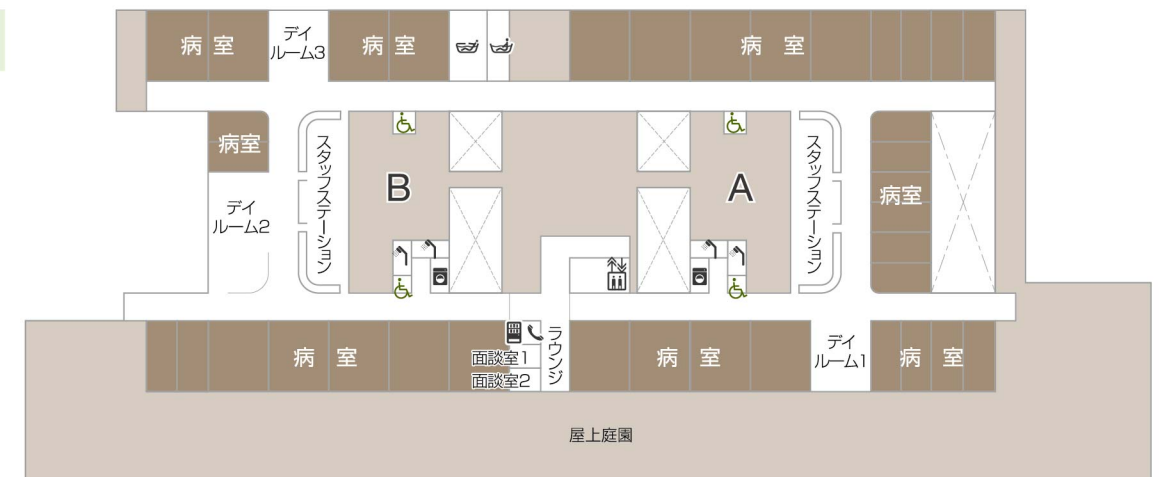 病室
デイ
ルーム3
病室
病室
病室
スタッフステーション
B
A
スタッフステーション
病室
デイ
ルーム2
病室
面談室1
面談室2
ラウンジ
病室
デイ
ルーム1
病室
屋上庭園